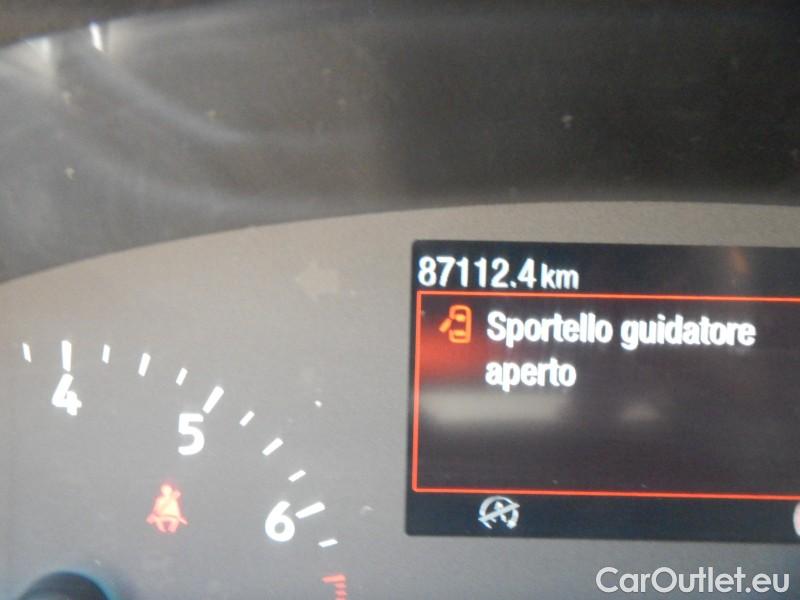 87112.4 km
Sportello guidatore
aperto
4
5
6
CarOutlet.eu